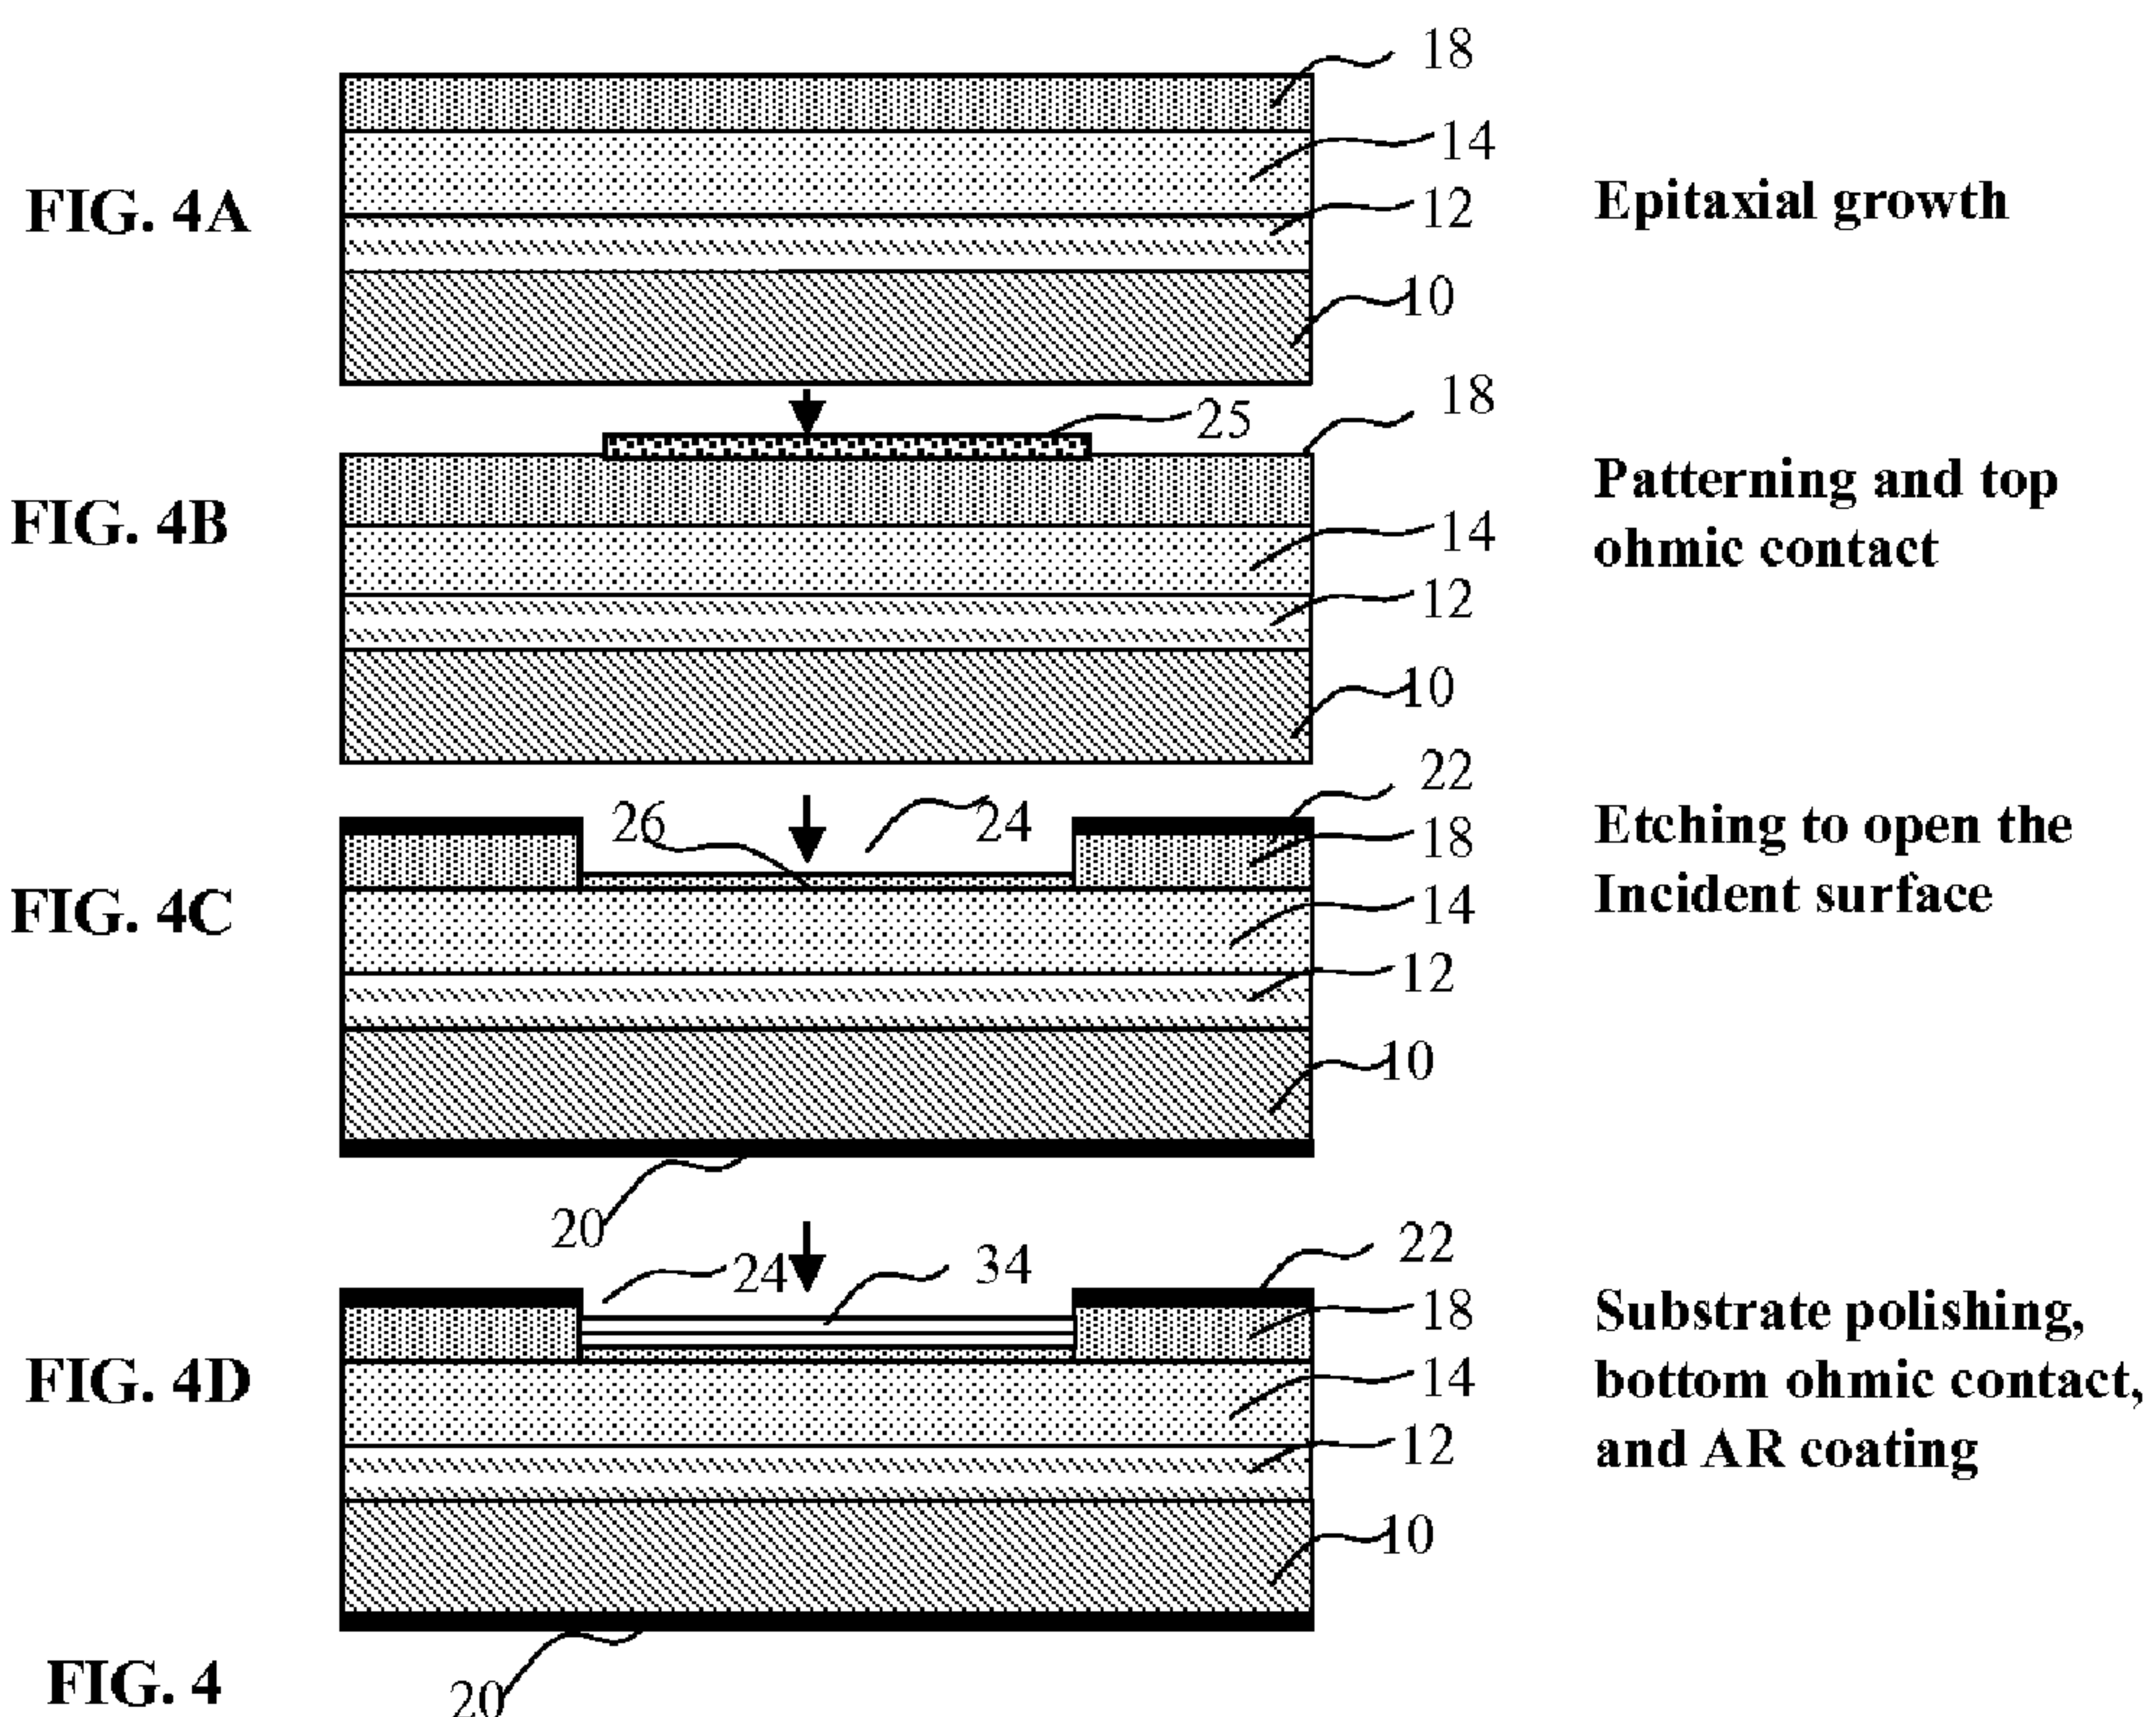 18
14
FIG. 4A
Epitaxial growth
12
10
25
18
FIG. 4B
Patterning and top
ohmic contact
14
12
10
22
26
24
18
Etching to open the
Incident surface
FIG. 4C
14
12
10
20
22
24
34
18
FIG. 4D
Substrate polishing,
bottom ohmic contact,
and AR coating
14
12
10
FIG. 4
20